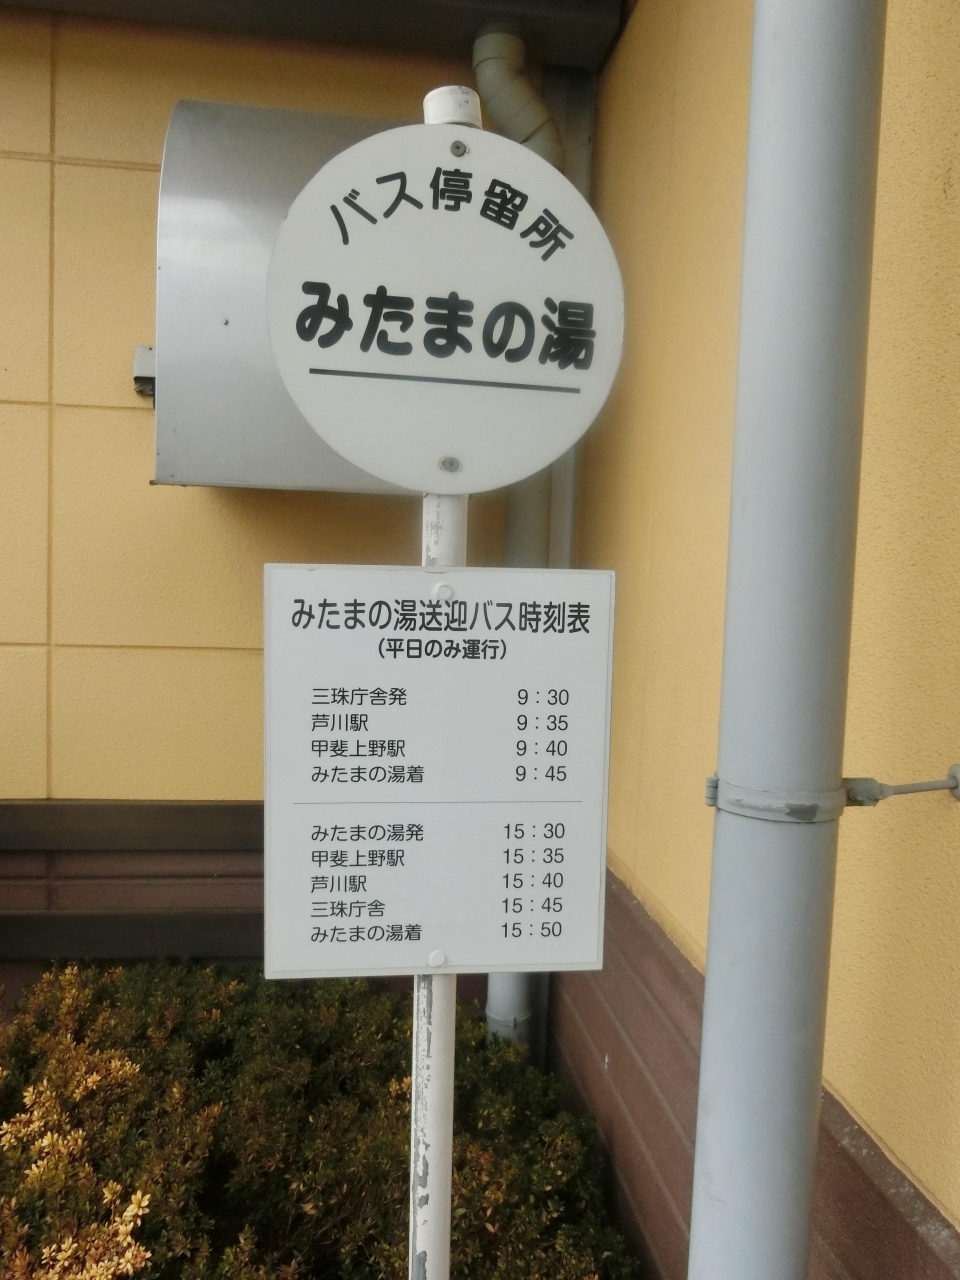 バス停留所
みたまの湯
みたまの湯送迎バス時刻表
（平日のみ運行）
三珠庁舎発 9：30
芦川駅 9：35
甲斐上野駅 9：40
みたまの湯着 9：45
みたまの湯発 15：30
甲斐上野駅 15：35
芦川駅 15：40
三珠庁舎 15：45
みたまの湯着 15：50